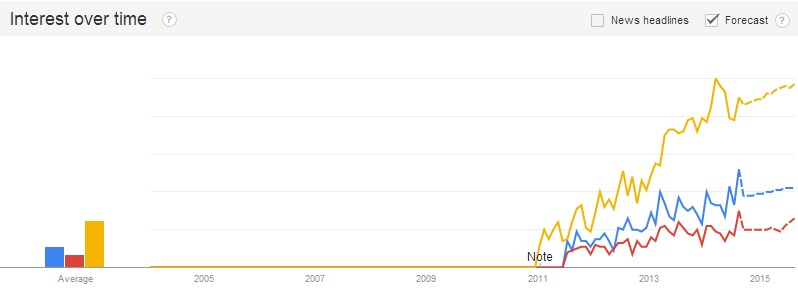 Interest over time ?
News headlines
Forecast ?
Note
Average
2005
2007
2009
2011
2013
2015